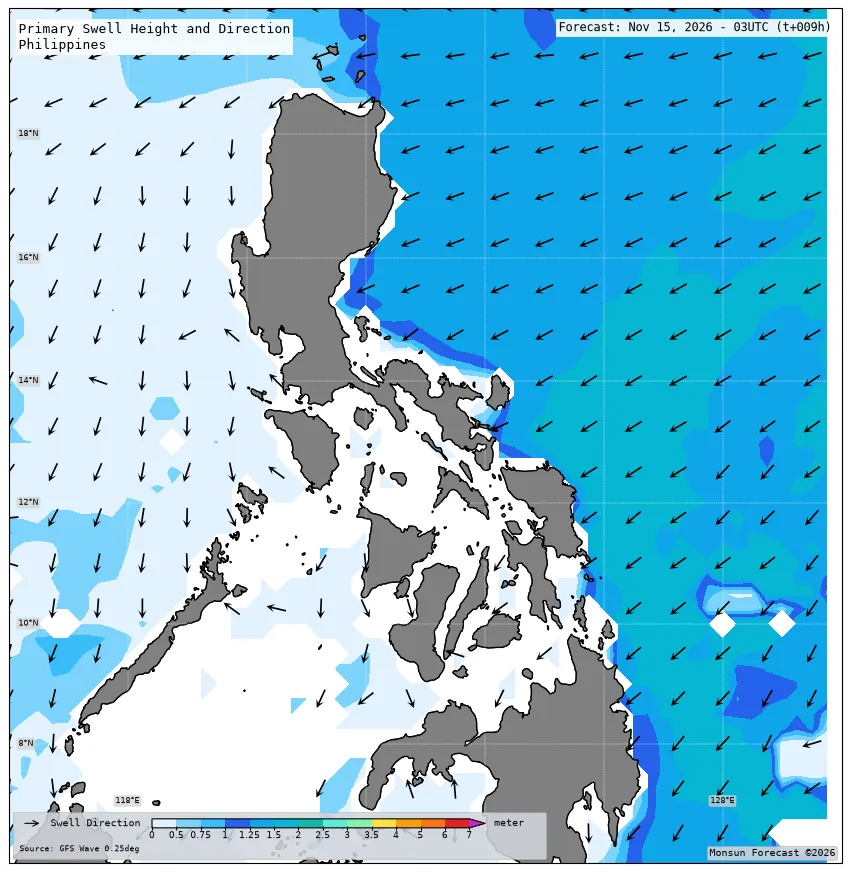 Primary Swell Height and Direction
Philippines
Forecast: Nov 15, 2026 - 03UTC (t+009h)
18°N
16°N
14°N
12°N
10°N
8°N
118°E
128°E
Swell Direction
0 0.5 0.75 1 1.25 1.5 2 2.5 3 3.5 4 5 6 7
meter
Source: GFS Wave 0.25deg
Monsun Forecast ©2026